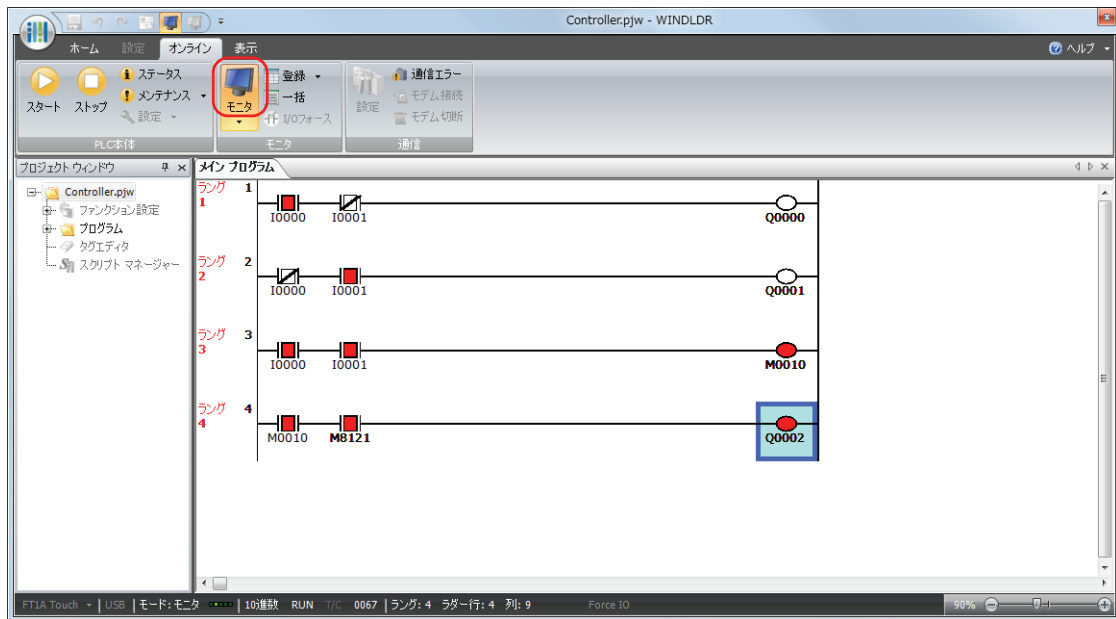 Controller.pjw - WINDLDR
ホーム 設定 オンライン 表示 ヘルプ
スタート ストップ ステータス メンテナンス 設定 モニタ 登録 一括 I/Oフォース 設定 通信エラー モデム接続 モデム切断
PLC本体 モニタ 通信
プロジェクト ウィンドウ メイン プログラム
Controller.pjw
ファンクション設定
プログラム
タグエディタ
スクリプト マネージャー
ラング 1
1
I0000 I0001 Q0000
ラング 2
2
I0000 I0001 Q0001
ラング 3
3
I0000 I0001 M0010
ラング 4
4
M0010 M8121 Q0002
FT1A Touch USB モード: モニタ 10進数 RUN T/C 0067 ラング: 4 ラダー行: 4 列: 9 Force IO 90%